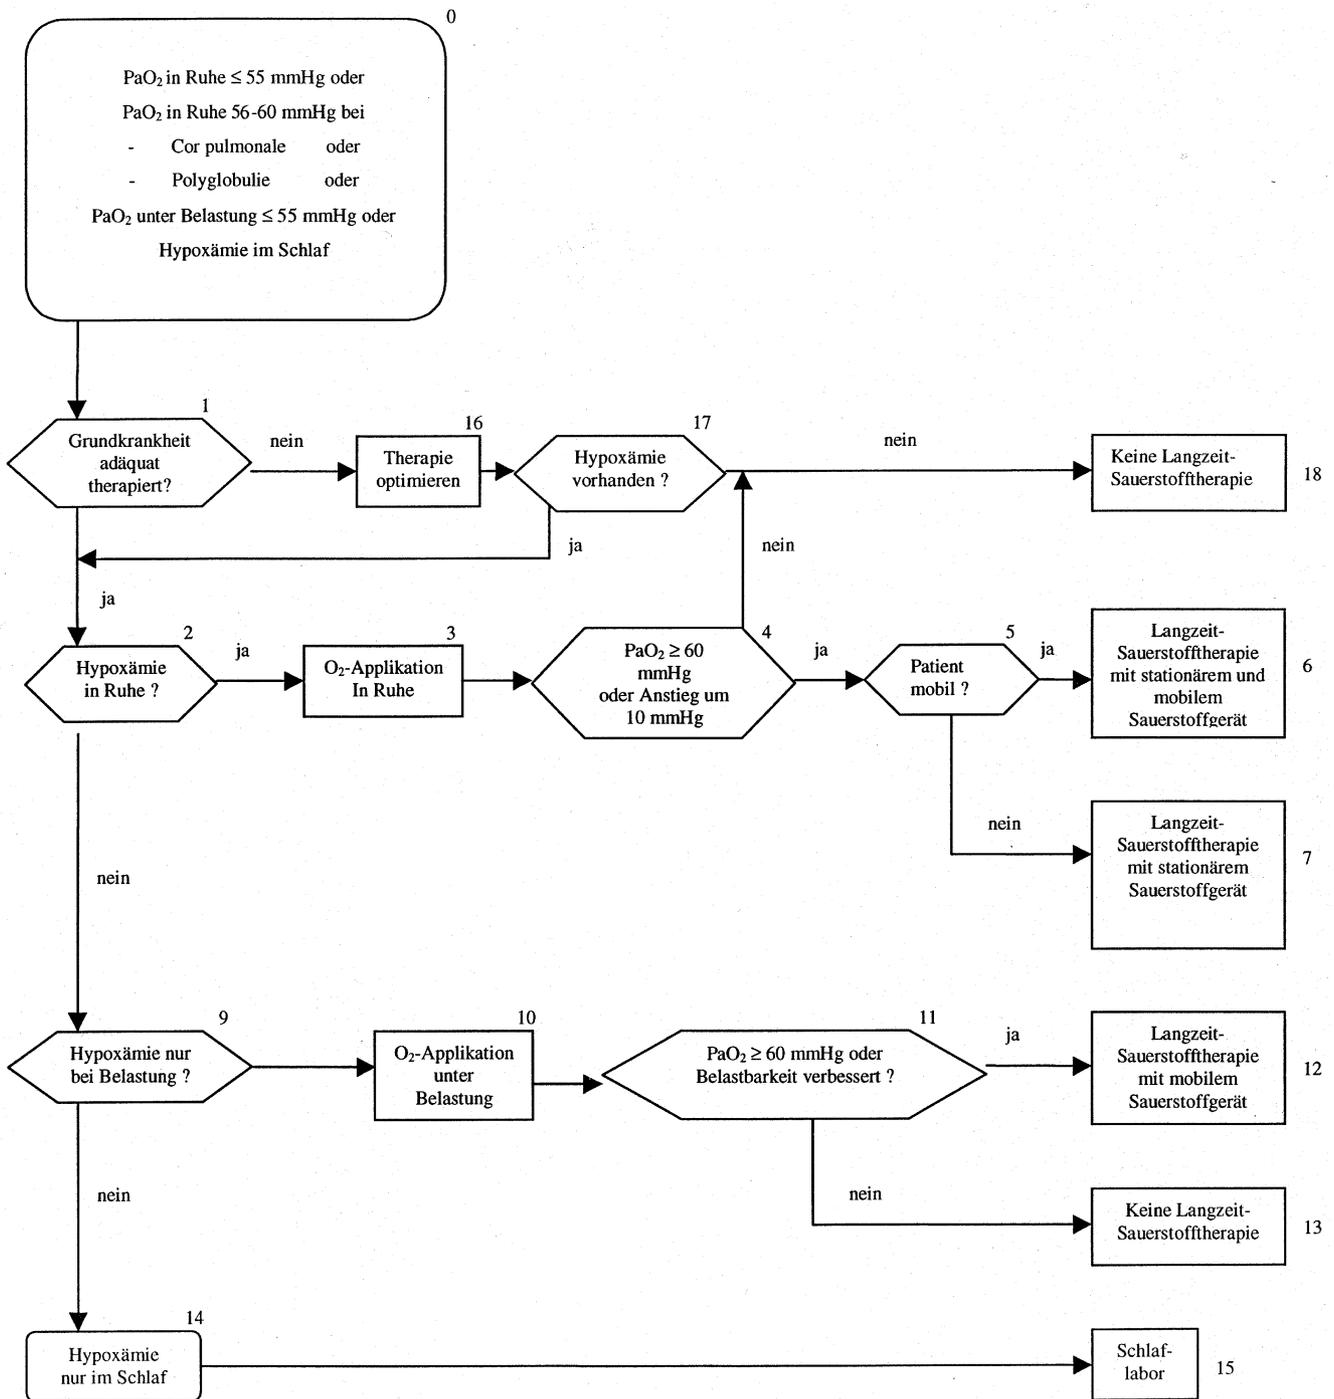 0
PaO₂ in Ruhe ≤ 55 mmHg oder
PaO₂ in Ruhe 56-60 mmHg bei
- Cor pulmonale oder
- Polyglobulie oder
PaO₂ unter Belastung ≤ 55 mmHg oder
Hypoxämie im Schlaf
1
Grundkrankheit
adäquat
therapiert?
nein
16
Therapie
optimieren
17
Hypoxämie
vorhanden ?
nein
Keine Langzeit-
Sauerstofftherapie
18
ja
nein
ja
2
Hypoxämie
in Ruhe ?
ja
3
O₂-Applikation
In Ruhe
4
PaO₂ ≥ 60
mmHg
oder Anstieg um
10 mmHg
ja
5
Patient
mobil ?
ja
Langzeit-
Sauerstofftherapie
mit stationärem und
mobilem
Sauerstoffgerät
6
nein
Langzeit-
Sauerstofftherapie
mit stationärem
Sauerstoffgerät
7
nein
9
Hypoxämie nur
bei Belastung ?
10
O₂-Applikation
unter
Belastung
11
PaO₂ ≥ 60 mmHg oder
Belastbarkeit verbessert ?
ja
Langzeit-
Sauerstofftherapie
mit mobilem
Sauerstoffgerät
12
nein
Keine Langzeit-
Sauerstofftherapie
13
nein
14
Hypoxämie
nur im Schlaf
Schlaf-
labor
15